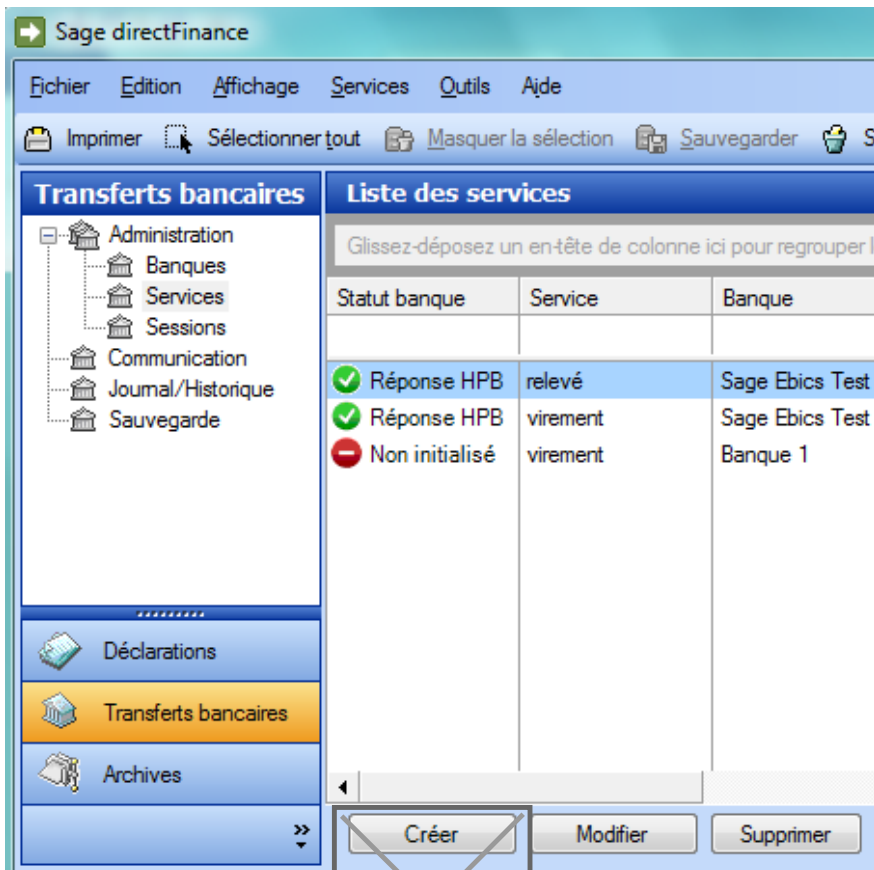 Sage directFinance
Fichier Edition Affichage Services Outils Aide
Imprimer Sélectionner tout Masquer la sélection Sauvegarder S
Transferts bancaires
Administration
Banques
Services
Sessions
Communication
Journal/Historique
Sauvegarde
Déclarations
Transferts bancaires
Archives
Liste des services
Glissez-déposez un en-tête de colonne ici pour regrouper l
Statut banque Service Banque
Réponse HPB relevé Sage Ebics Test
Réponse HPB virement Sage Ebics Test
Non initialisé virement Banque 1
Créer Modifier Supprimer